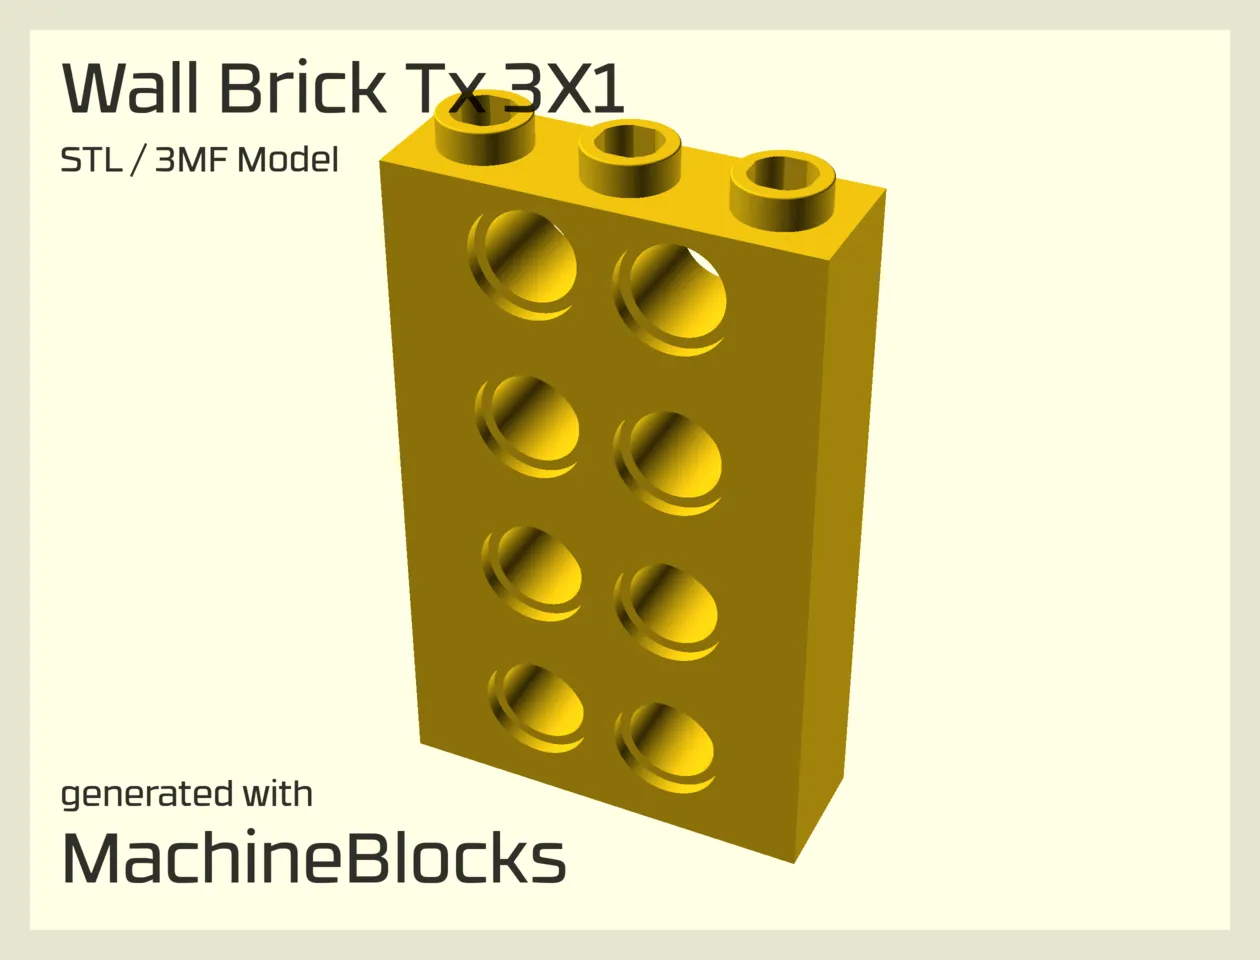 Wall Brick Tx 3X1
STL / 3MF Model
generated with
MachineBlocks